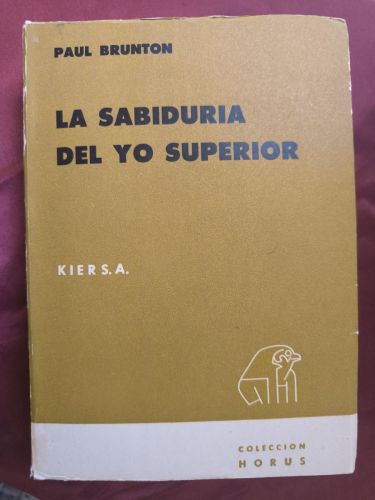 PAUL BRUNTON
LA SABIDURIA
DEL YO SUPERIOR
KIER S.A.
COLECCION
HORUS